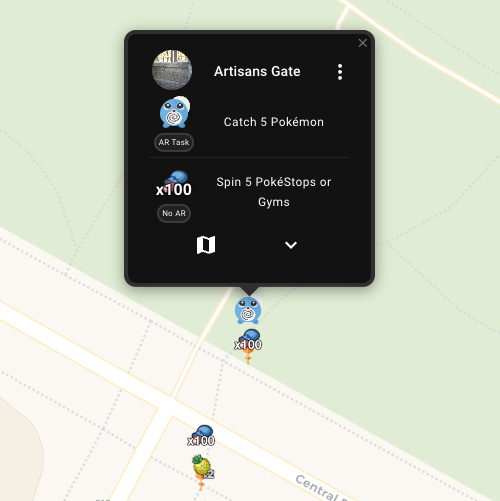 Artisans Gate
Catch 5 Pokémon
AR Task
x100
Spin 5 PokéStops or
Gyms
No AR
x100
x100
x2
Central